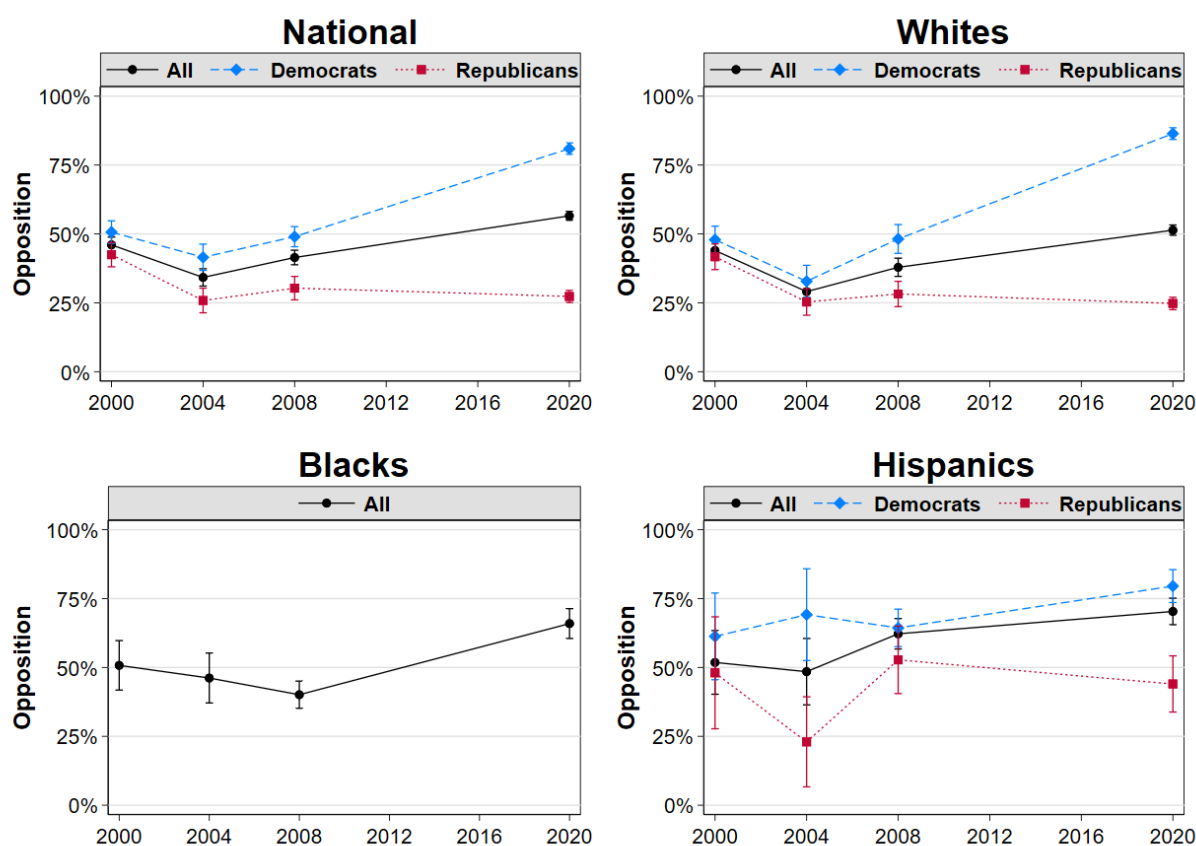 National
All Democrats Republicans
Opposition
100%
75%
50%
25%
0%
2000 2004 2008 2012 2016 2020
Whites
All Democrats Republicans
Opposition
100%
75%
50%
25%
0%
2000 2004 2008 2012 2016 2020
Blacks
All
Opposition
100%
75%
50%
25%
0%
2000 2004 2008 2012 2016 2020
Hispanics
All Democrats Republicans
Opposition
100%
75%
50%
25%
0%
2000 2004 2008 2012 2016 2020